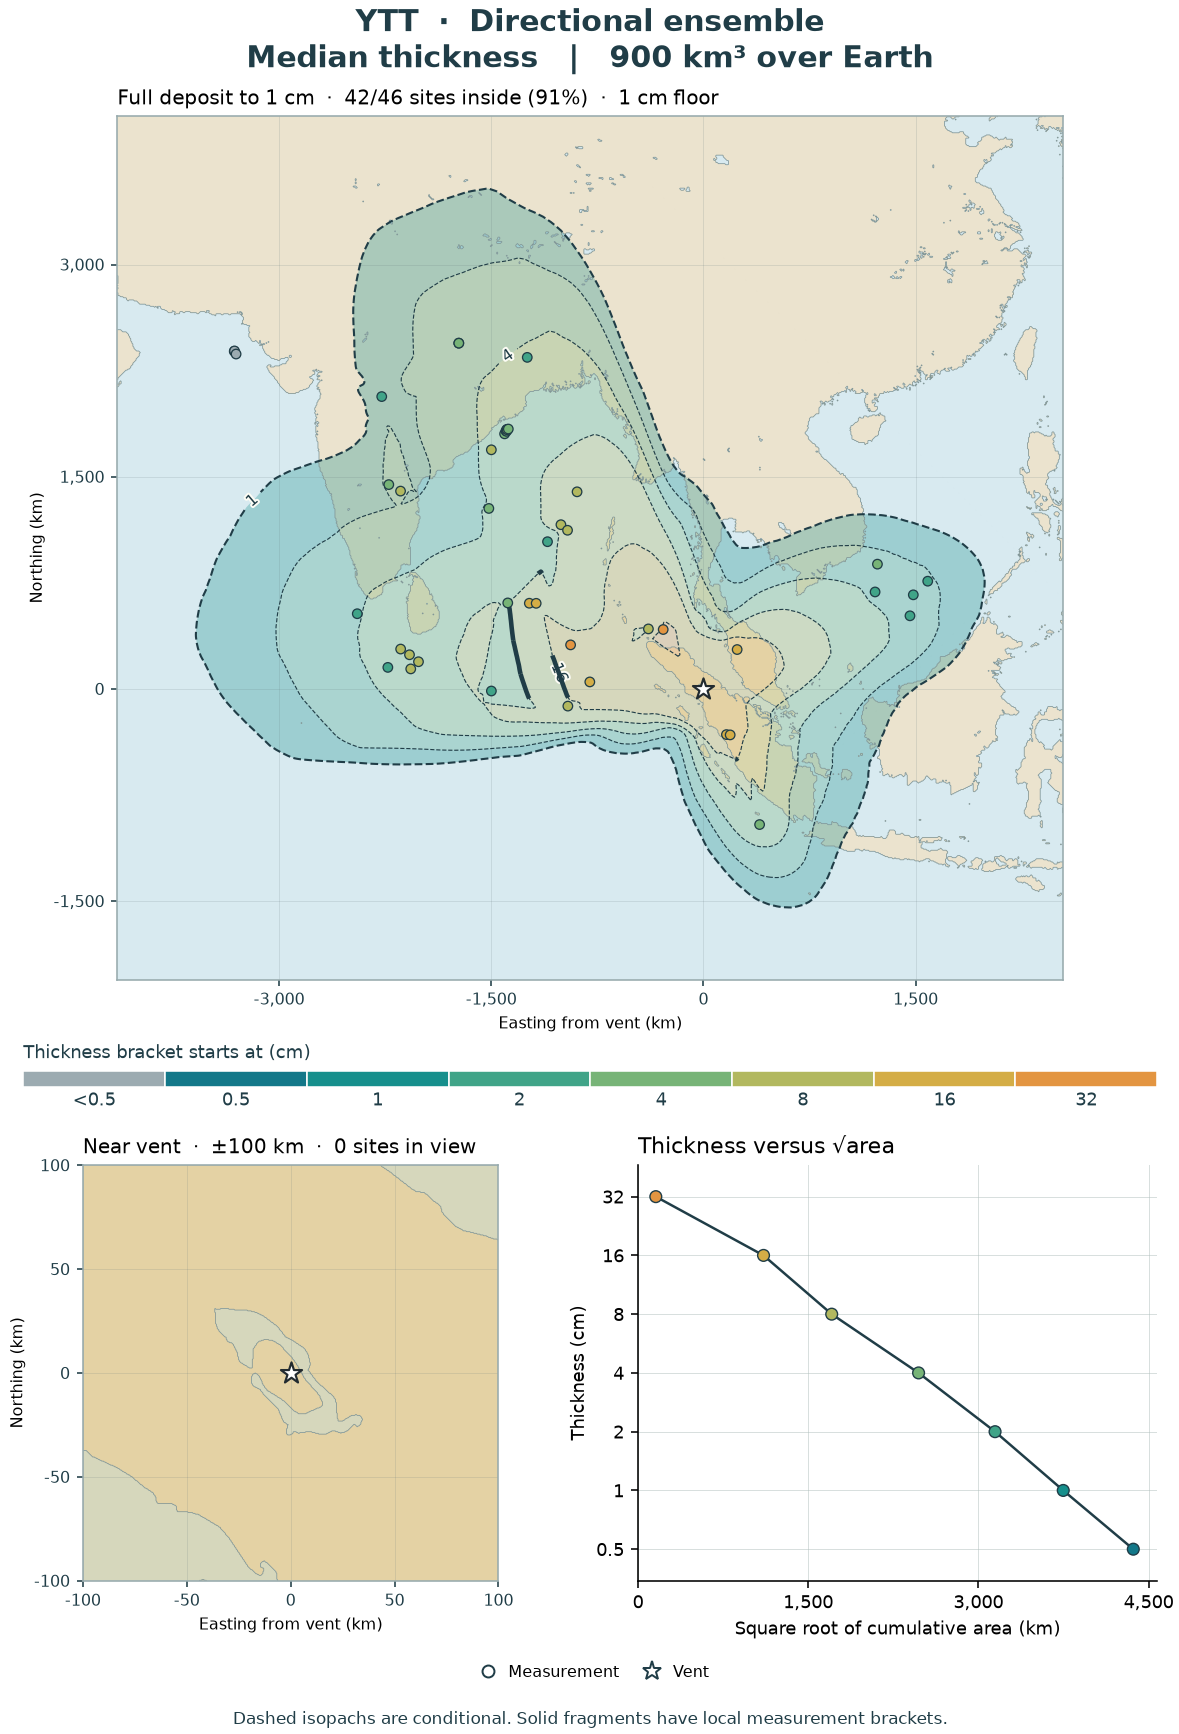 YTT · Directional ensemble
Median thickness | 900 km³ over Earth
Full deposit to 1 cm · 42/46 sites inside (91%) · 1 cm floor
Northing (km)
3,000
1,500
0
-1,500
4
1
16
-3,000
-1,500
0
1,500
Easting from vent (km)
Thickness bracket starts at (cm)
<0.5
0.5
1
2
4
8
16
32
Near vent · ±100 km · 0 sites in view
Northing (km)
100
50
0
-50
-100
-100
-50
0
50
100
Easting from vent (km)
Thickness versus √area
Thickness (cm)
32
16
8
4
2
1
0.5
0
1,500
3,000
4,500
Square root of cumulative area (km)
Measurement
Vent
Dashed isopachs are conditional. Solid fragments have local measurement brackets.